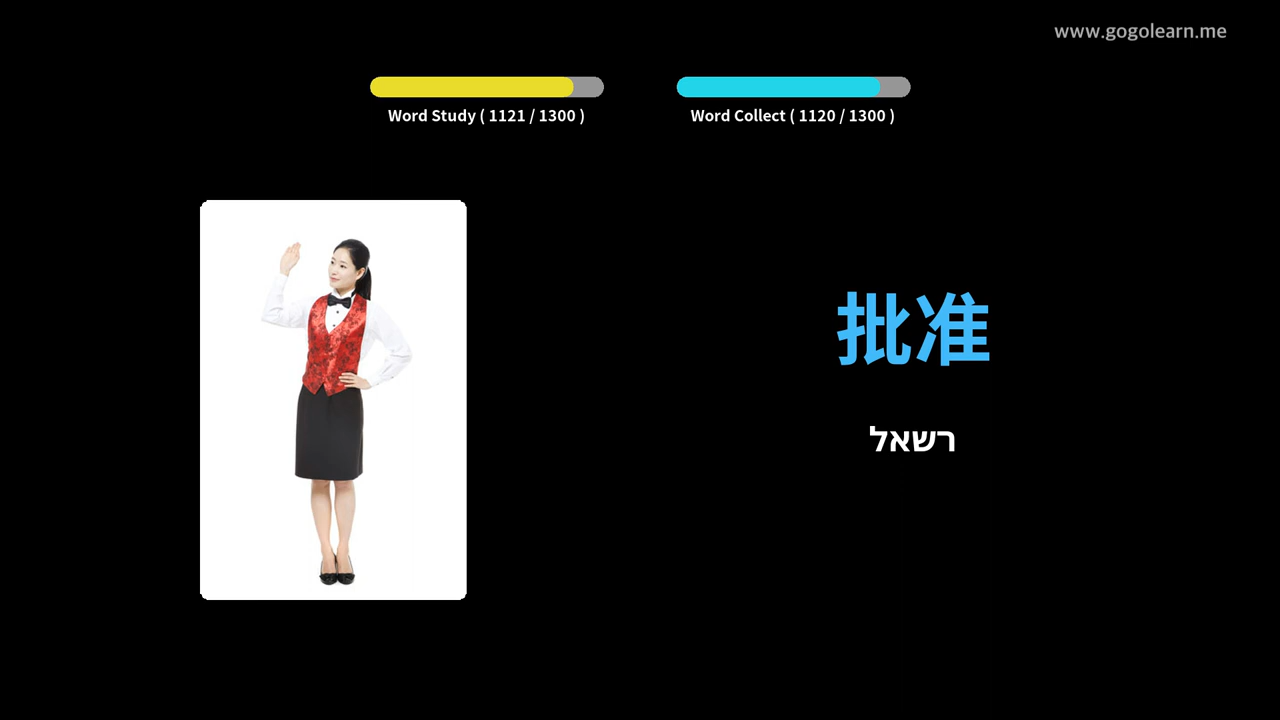 www.gogolearn.me
Word Study ( 1121 / 1300 )
Word Collect ( 1120 / 1300 )
批准
רשאל